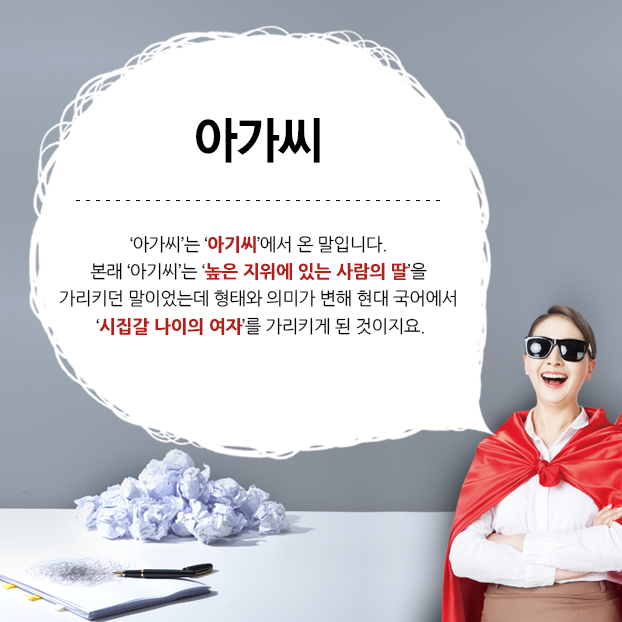 아가씨
‘아가씨’는 ‘아기씨’에서 온 말입니다.
본래 ‘아기씨’는 ‘높은 지위에 있는 사람의 딸’을
가리키던 말이었는데 형태와 의미가 변해 현대 국어에서
‘시집갈 나이의 여자’를 가리키게 된 것이지요.